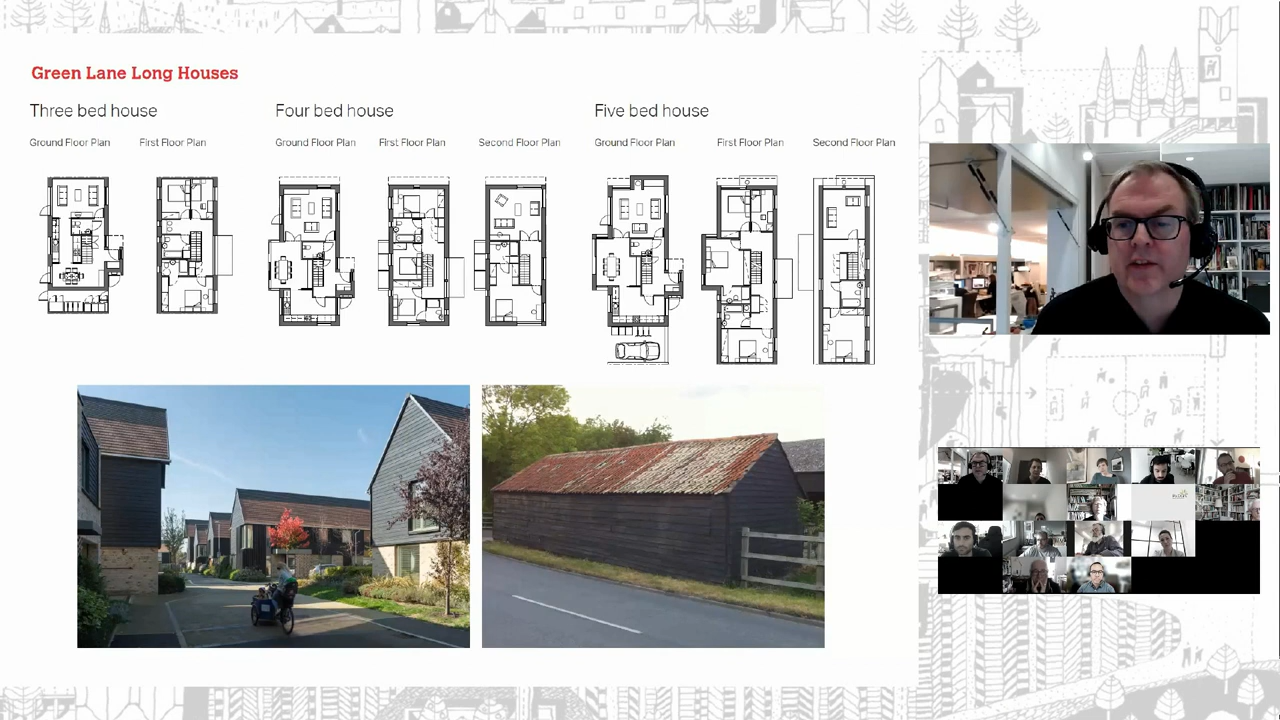 Green Lane Long Houses
Three bed house
Four bed house
Five bed house
Ground Floor Plan
First Floor Plan
Ground Floor Plan
First Floor Plan
Second Floor Plan
Ground Floor Plan
First Floor Plan
Second Floor Plan